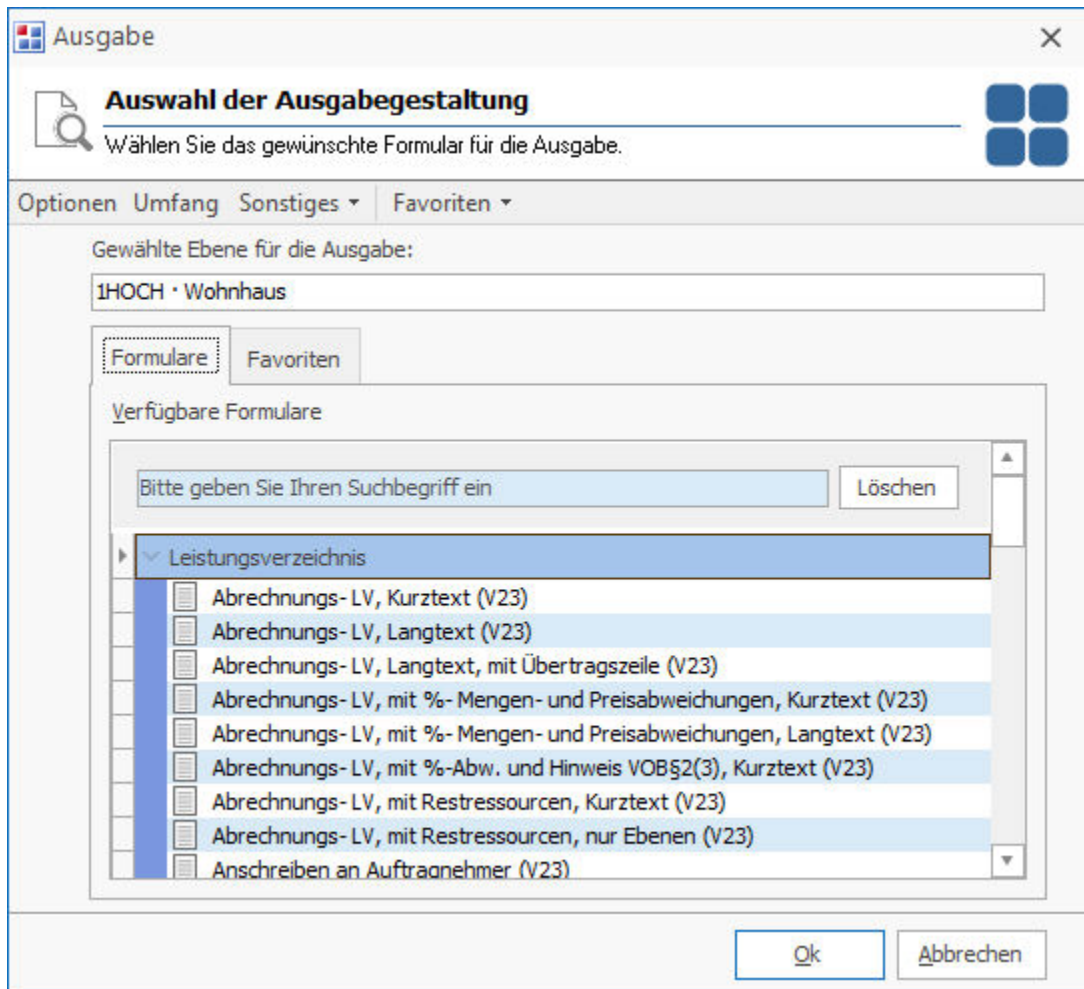 Ausgabe
Auswahl der Ausgabegestaltung
Wählen Sie das gewünschte Formular für die Ausgabe.
Optionen Umfang Sonstiges Favoriten
Gewählte Ebene für die Ausgabe:
1HOCH · Wohnhaus
Formulare Favoriten
Verfügbare Formulare
Bitte geben Sie Ihren Suchbegriff ein Löschen
Leistungsverzeichnis
Abrechnungs- LV, Kurztext (V23)
Abrechnungs- LV, Langtext (V23)
Abrechnungs- LV, Langtext, mit Übertragszeile (V23)
Abrechnungs- LV, mit %- Mengen- und Preisabweichungen, Kurztext (V23)
Abrechnungs- LV, mit %- Mengen- und Preisabweichungen, Langtext (V23)
Abrechnungs- LV, mit %-Abw. und Hinweis VOB§2(3), Kurztext (V23)
Abrechnungs- LV, mit Restressourcen, Kurztext (V23)
Abrechnungs- LV, mit Restressourcen, nur Ebenen (V23)
Anschreiben an Auftragnehmer (V23)
Ok Abbrechen